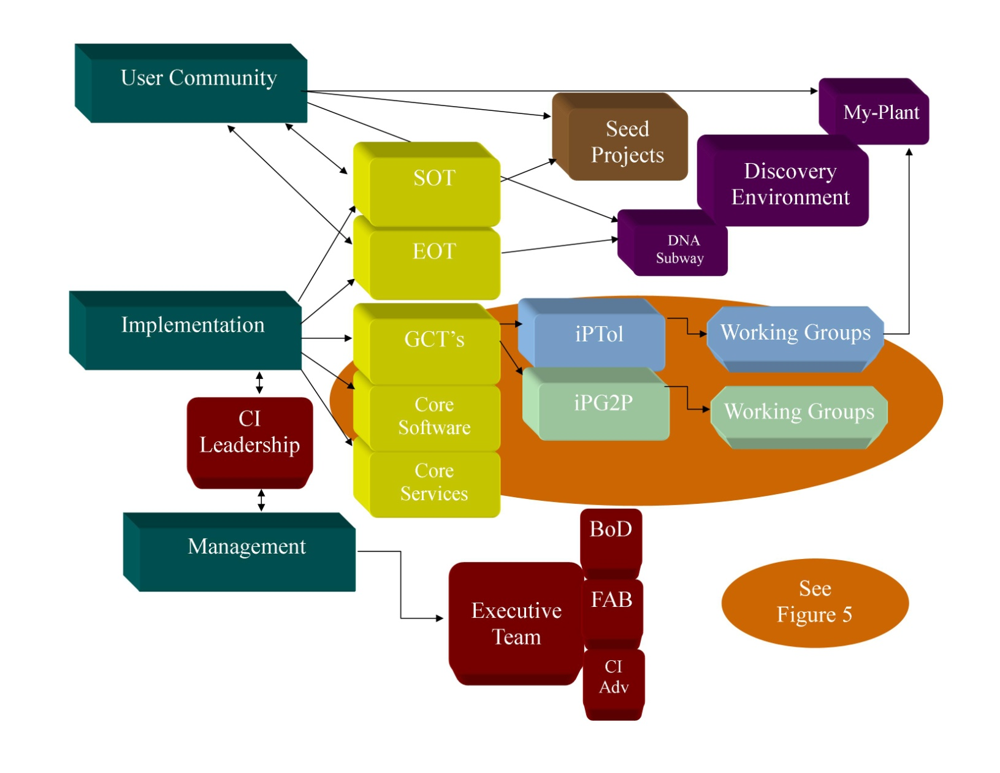 User Community
My-Plant
Seed
Projects
SOT
Discovery
Environment
EOT
DNA
Subway
Implementation
GCT’s
iPTol
Working Groups
Core
Software
iPG2P
Working Groups
CI
Leadership
Core
Services
Management
BoD
FAB
Executive
Team
CI
Adv
See
Figure 5